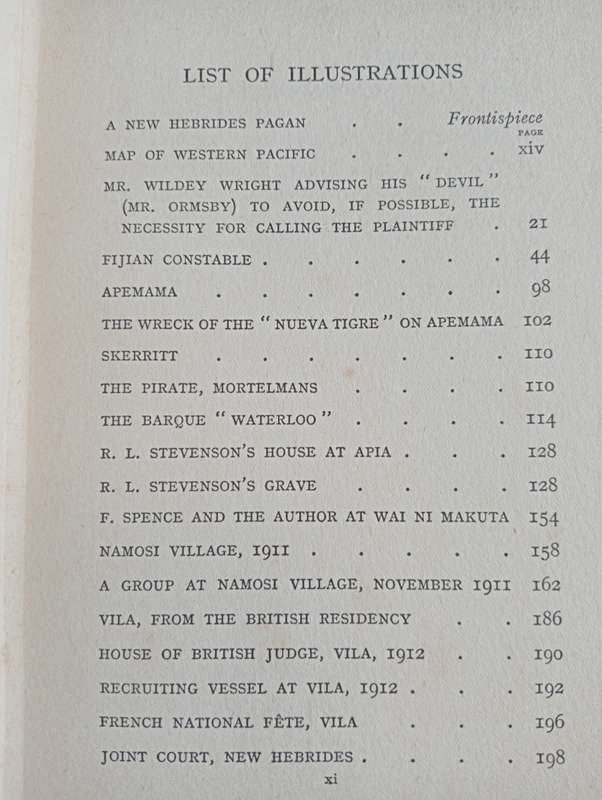 LIST OF ILLUSTRATIONS
A NEW HEBRIDES PAGAN . . Frontispiece
PAGE
MAP OF WESTERN PACIFIC . . . . xiv
MR. WILDEY WRIGHT ADVISING HIS “DEVIL”
(MR. ORMSBY) TO AVOID, IF POSSIBLE, THE
NECESSITY FOR CALLING THE PLAINTIFF . 21
FIJIAN CONSTABLE . . . . . . 44
APEMAMA . . . . . . . 98
THE WRECK OF THE “NUEVA TIGRE” ON APEMAMA 102
SKERRITT . . . . . . . 110
THE PIRATE, MORTELMANS . . . . 110
THE BARQUE “WATERLOO” . . . . 114
R. L. STEVENSON'S HOUSE AT APIA . . . 128
R. L. STEVENSON'S GRAVE . . . . 128
F. SPENCE AND THE AUTHOR AT WAI NI MAKUTA 154
NAMOSI VILLAGE, 1911 . . . . . 158
A GROUP AT NAMOSI VILLAGE, NOVEMBER 1911 162
VILA, FROM THE BRITISH RESIDENCY . . 186
HOUSE OF BRITISH JUDGE, VILA, 1912 . . 190
RECRUITING VESSEL AT VILA, 1912 . . . 192
FRENCH NATIONAL FÊTE, VILA . . . 196
JOINT COURT, NEW HEBRIDES . . . . 198
xi